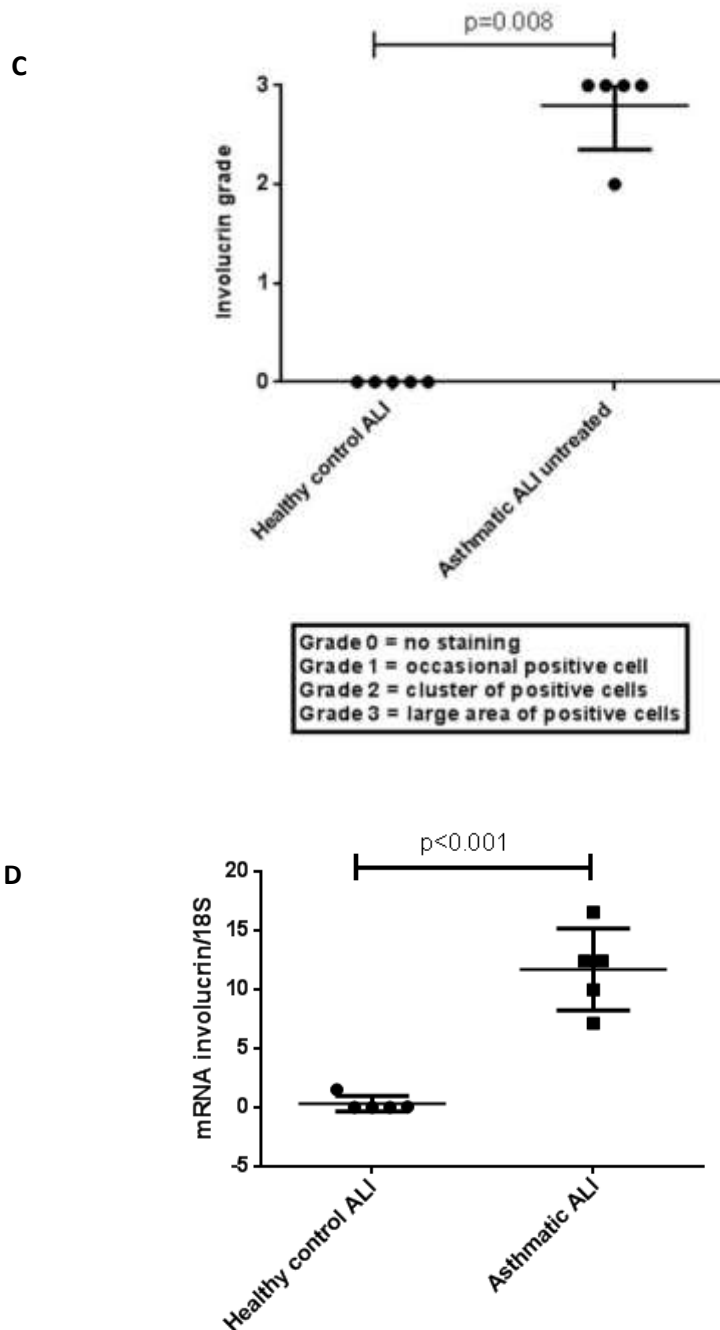 C
p=0.008
3
2
1
0
Involucrin grade
Healthy control ALI
Asthmatic ALI untreated
Grade 0 = no staining
Grade 1 = occasional positive cell
Grade 2 = cluster of positive cells
Grade 3 = large area of positive cells
D
p<0.001
20
15
10
5
0
-5
mRNA involucrin/18S
Healthy control ALI
Asthmatic ALI